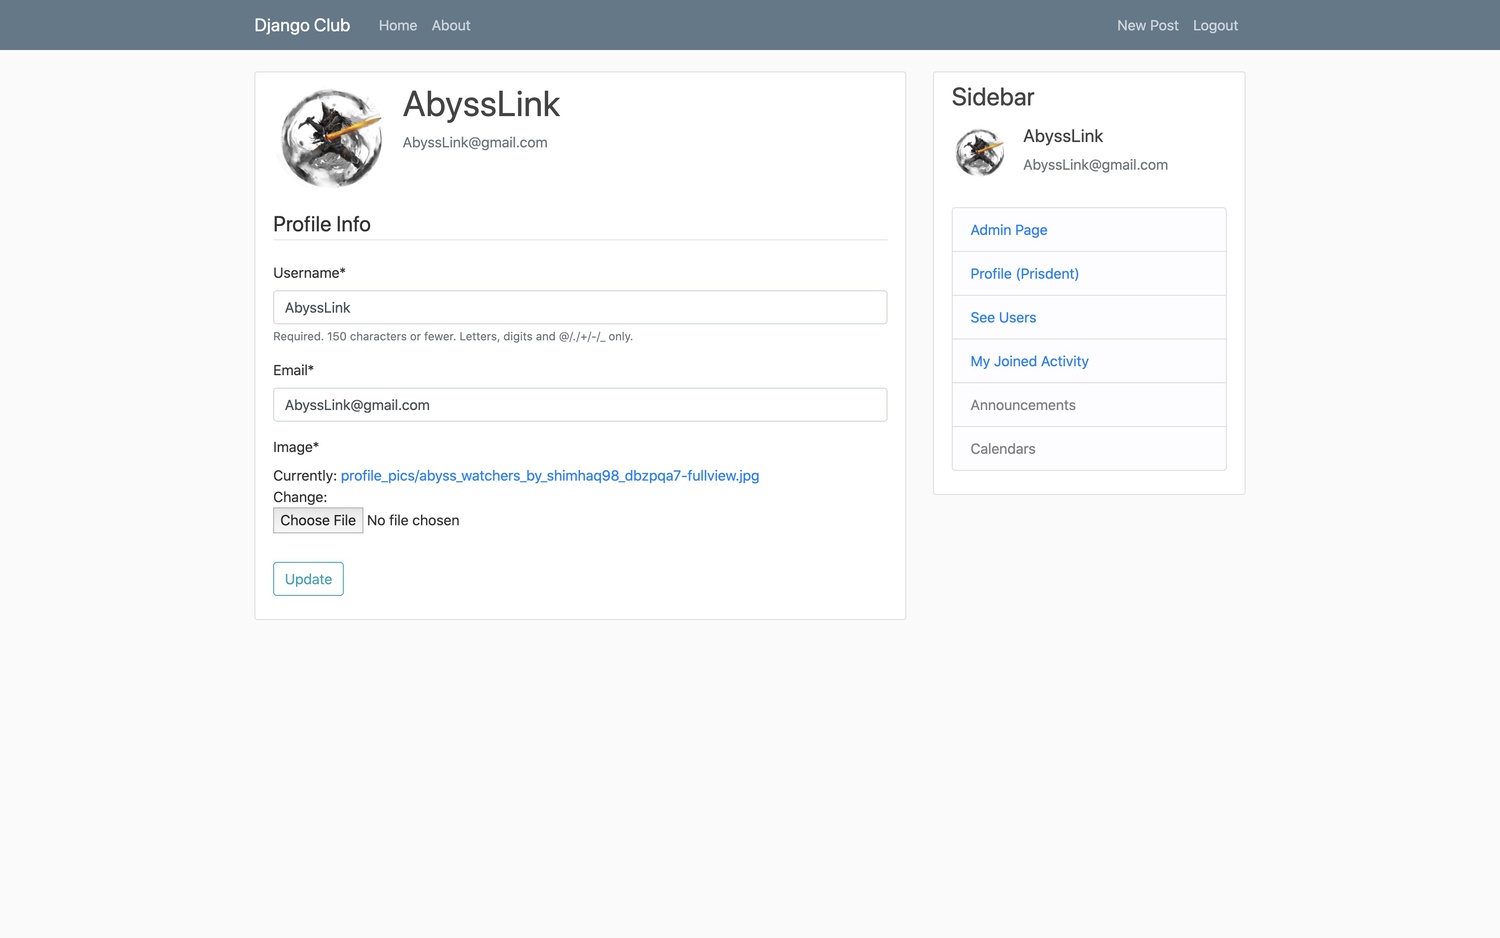 Django Club Home About New Post Logout
AbyssLink
AbyssLink@gmail.com
Profile Info
Username*
AbyssLink
Required. 150 characters or fewer. Letters, digits and @/./+/-/_ only.
Email*
AbyssLink@gmail.com
Image*
Currently: profile_pics/abyss_watchers_by_shimhaq98_dbzpqa7-fullview.jpg
Change:
Choose File No file chosen
Update
Sidebar
AbyssLink
AbyssLink@gmail.com
Admin Page
Profile (Prisdent)
See Users
My Joined Activity
Announcements
Calendars